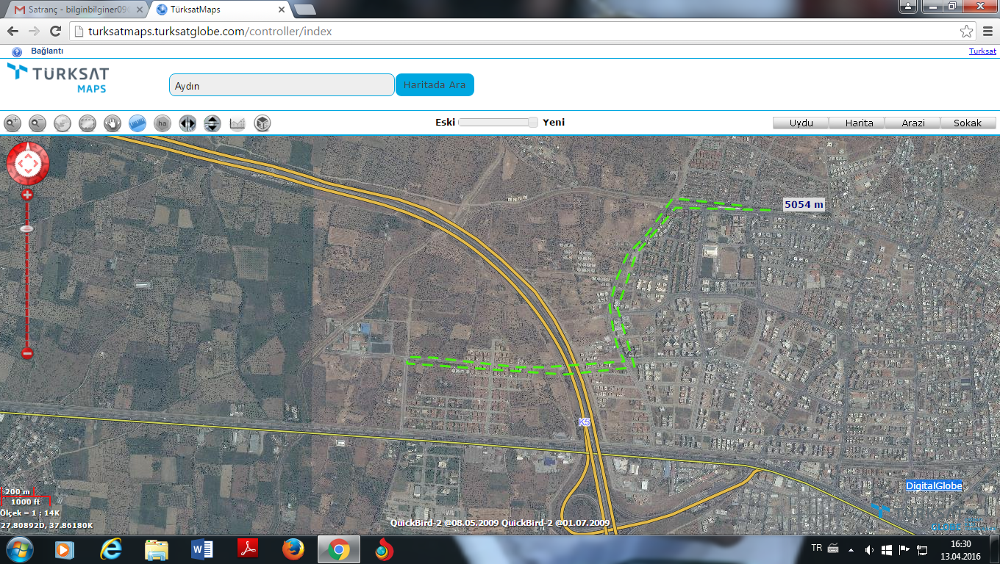 Satranç - bilginbilginer09
TürksatMaps
turksatmaps.turksatglobe.com/controller/index
Bağlantı
Turksat
TÜRKSAT
MAPS
Aydın
Haritada Ara
ha
Eski
Yeni
Uydu
Harita
Arazi
Sokak
5054 m
K5
200 m
1000 ft
Ölçek = 1 : 14K
27.80892D, 37.86180K
QuickBird-2 @08.05.2009 QuickBird-2 @01.07.2009
DigitalGlobe
TR
16:30
13.04.2016